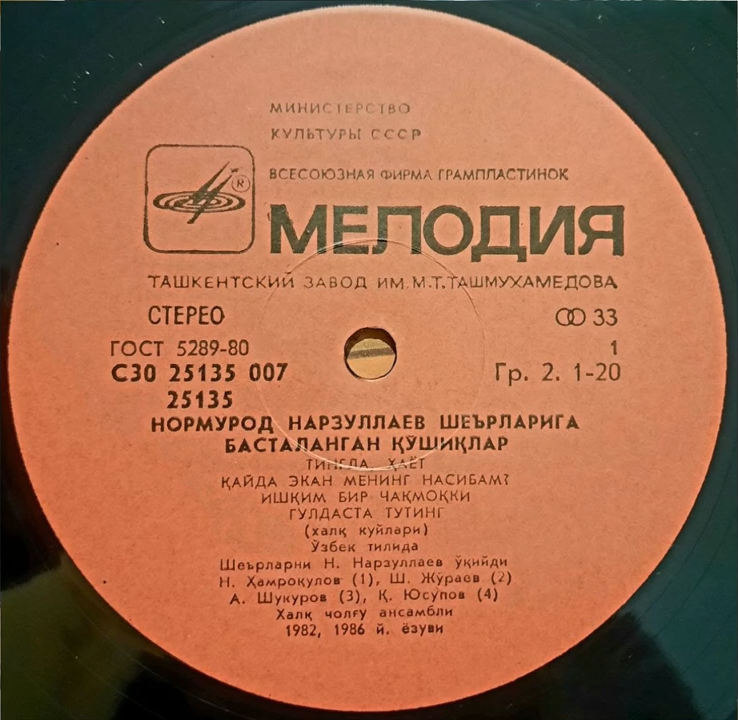 МИНИСТЕРСТВО
КУЛЬТУРЫ СССР
ВСЕСОЮЗНАЯ ФИРМА ГРАМПЛАСТИНОК
®
МЕЛОДИЯ
ТАШКЕНТСКИЙ ЗАВОД ИМ.М.Т.ТАШМУХАМЕДОВА
СТЕРЕО 33
ГОСТ 5289-80 1
С30 25135 007 Гр. 2. 1-20
25135
НОРМУРОД НАРЗУЛЛАЕВ ШЕЪРЛАРИГА
БАСТАЛАНГАН ҚЎШИҚЛАР
ТИНГЛА, ҲАЁТ
ҚАЙДА ЭКАН МЕНИНГ НАСИБАМ?
ИШҚИМ БИР ЧАҚМОҚКИ
ГУЛДАСТА ТУТИНГ
(халқ куйлари)
Ўзбек тилида
Шеърларни Н. Нарзуллаев ўқийди
Н. Ҳамроқулов (1), Ш. Жўраев (2)
А. Шукуров (3), Қ. Юсупов (4)
Халқ чолғу ансамбли
1982, 1986 й. ёзуви